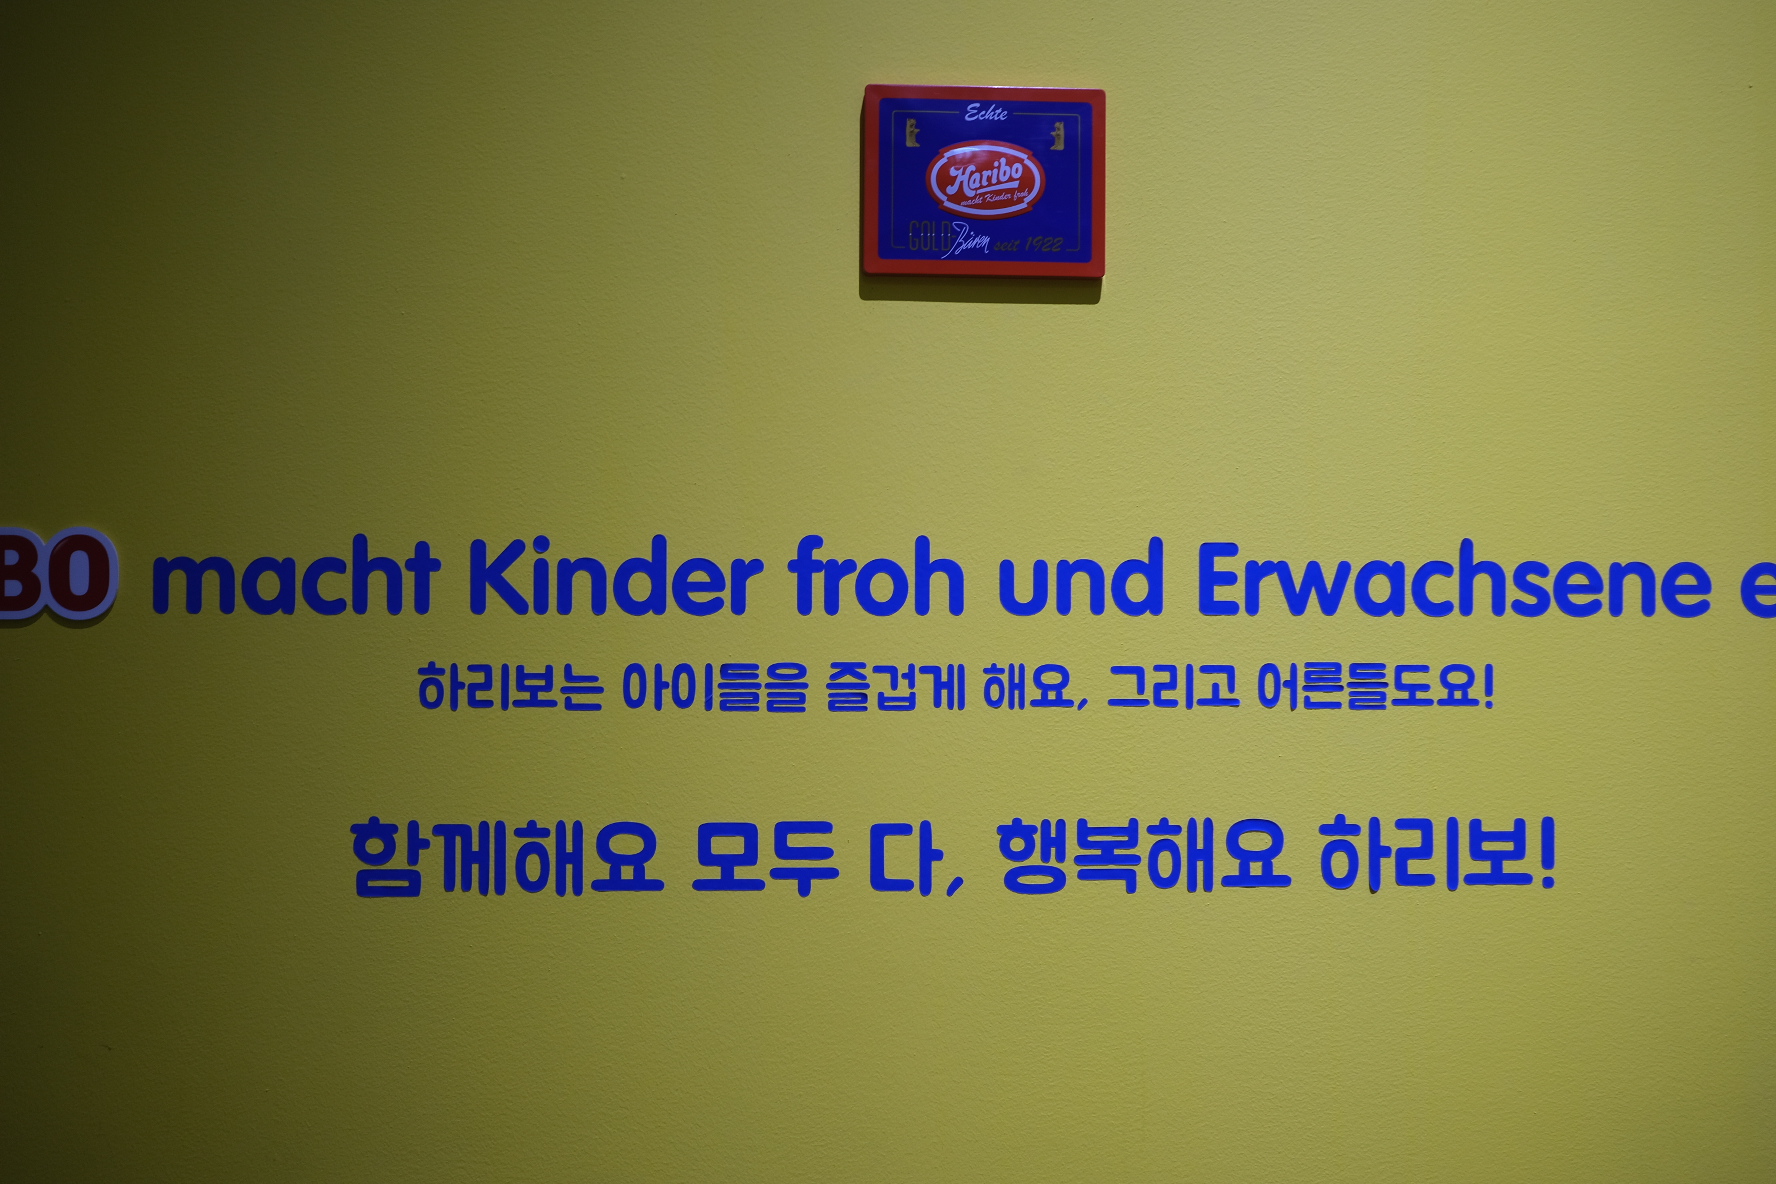 Echte
Haribo
macht Kinder froh
GOLD Bären seit 1922
BO macht Kinder froh und Erwachsene e
하리보는 아이들을 즐겁게 해요, 그리고 어른들도요!
함께해요 모두 다, 행복해요 하리보!